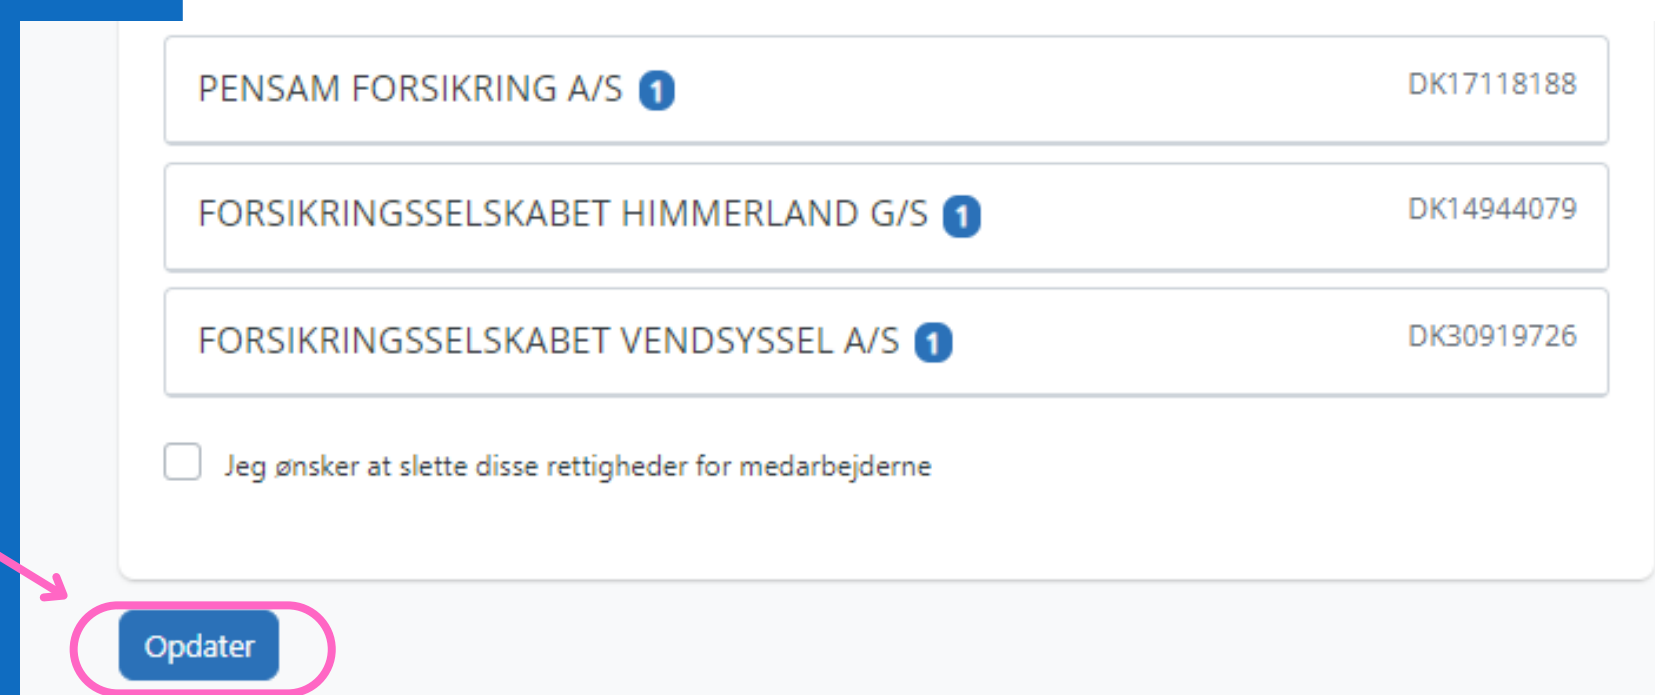 PENSAM FORSIKRING A/S 1 DK17118188
FORSIKRINGSSELSKABET HIMMERLAND G/S 1 DK14944079
FORSIKRINGSSELSKABET VENDSYSSEL A/S 1 DK30919726
Jeg ønsker at slette disse rettigheder for medarbejderne
Opdater